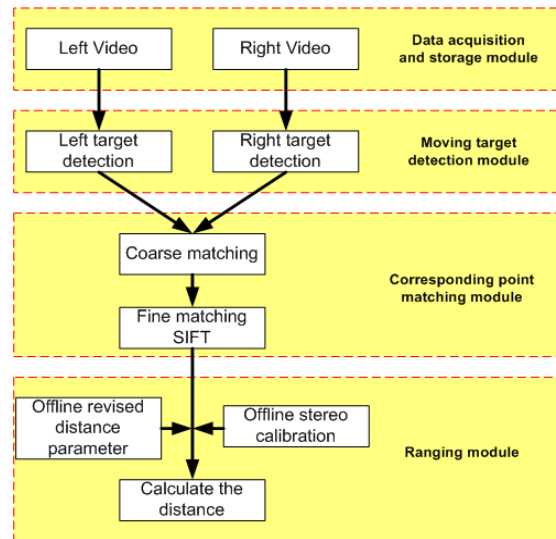 Left Video
Right Video
Data acquisition
and storage module
Left target
detection
Right target
detection
Moving target
detection module
Coarse matching
Corresponding point
matching module
Fine matching
SIFT
Offline revised
distance
parameter
Offline stereo
calibration
Ranging module
Calculate the
distance